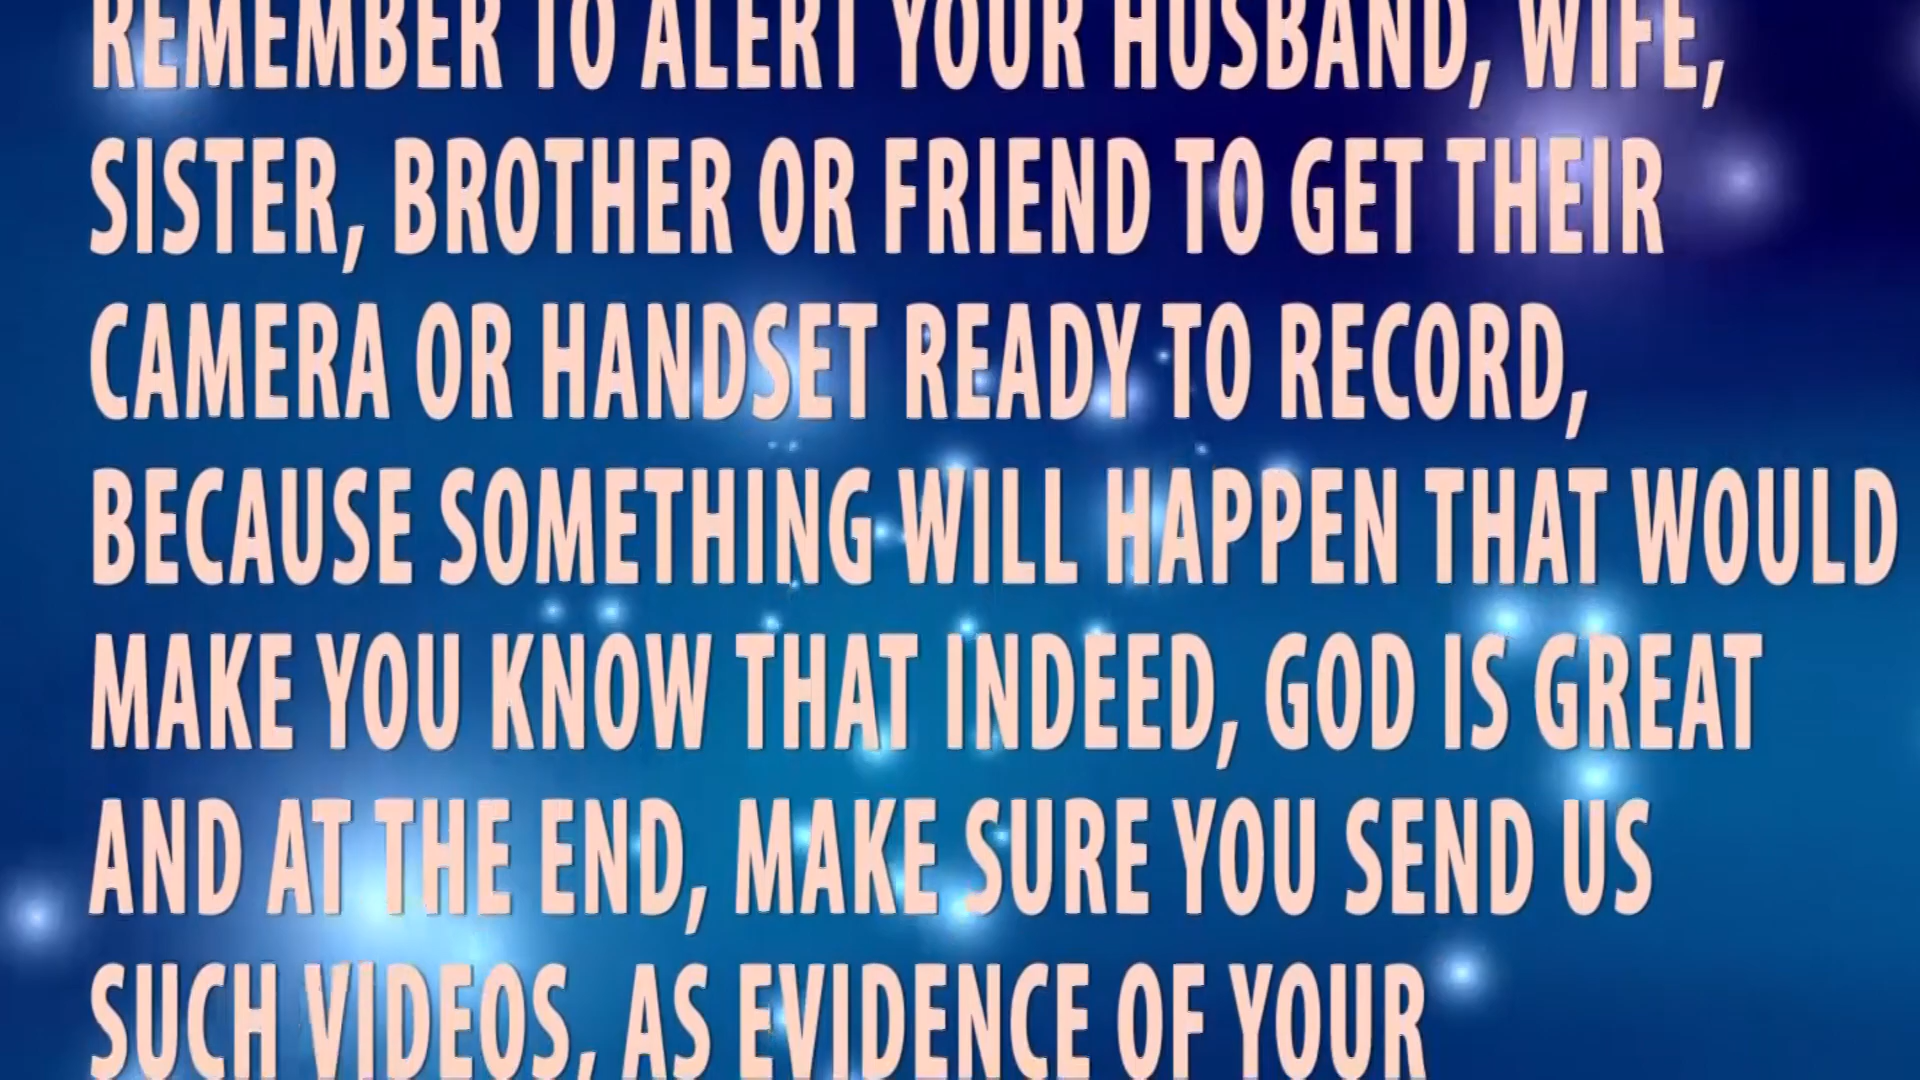 REMEMBER TO ALERT YOUR HUSBAND, WIFE,
SISTER, BROTHER OR FRIEND TO GET THEIR
CAMERA OR HANDSET READY TO RECORD,
BECAUSE SOMETHING WILL HAPPEN THAT WOULD
MAKE YOU KNOW THAT INDEED, GOD IS GREAT
AND AT THE END, MAKE SURE YOU SEND US
SUCH VIDEOS, AS EVIDENCE OF YOUR